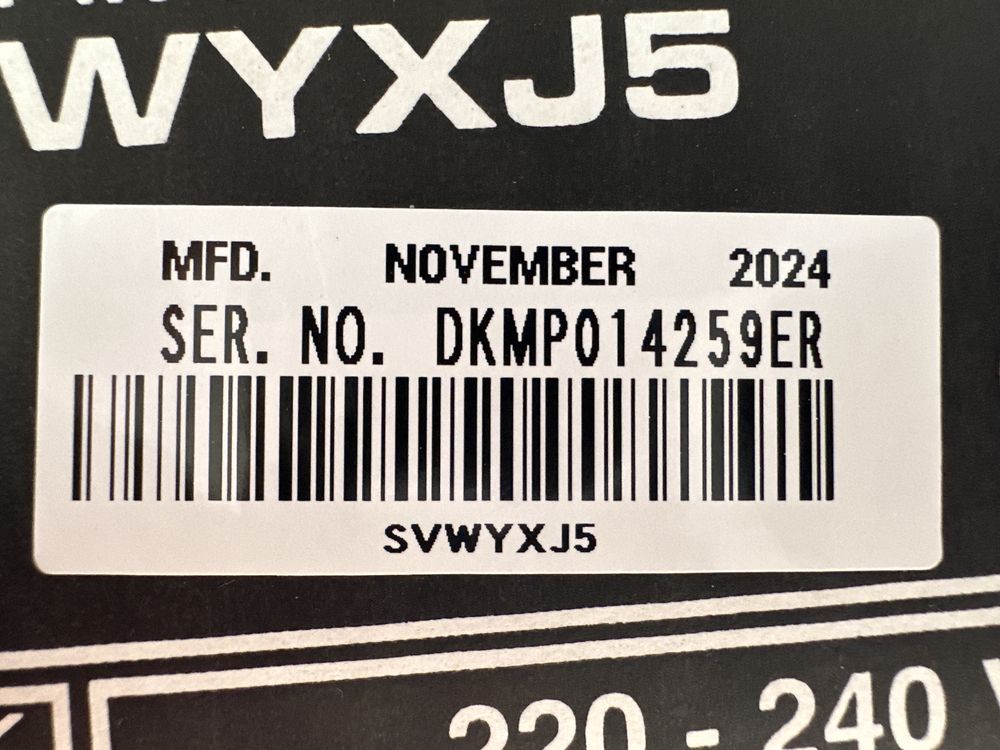 WYXJ5
MFD. NOVEMBER 2024
SER. NO. DKMP014259ER
SVWYXJ5
220 - 240 V